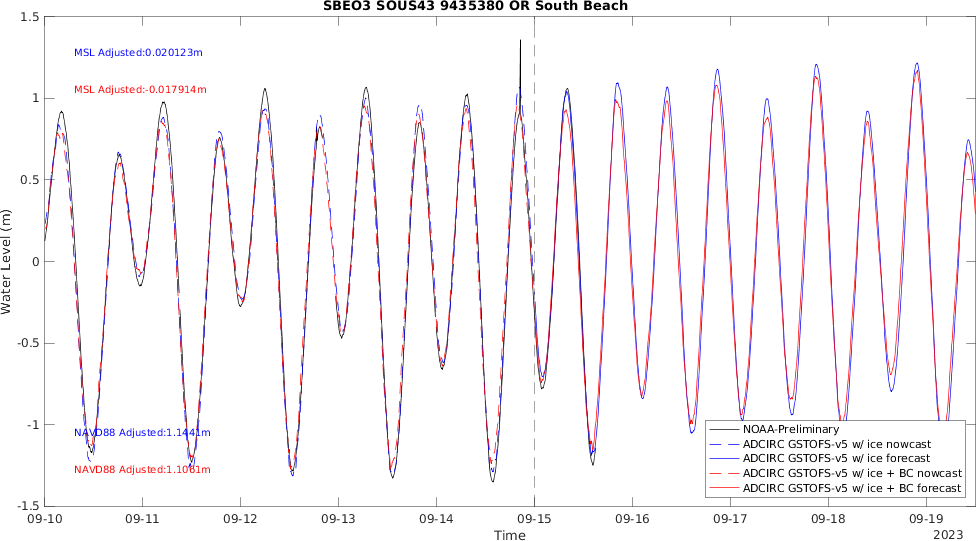 SBEO3 SOUS43 9435380 OR South Beach
1.5
1
0.5
0
-0.5
-1
-1.5
Water Level (m)
MSL Adjusted:0.020123m
MSL Adjusted:-0.017914m
NAVD88 Adjusted:1.1441m
NAVD88 Adjusted:1.1061m
NOAA-Preliminary
ADCIRC GSTOFS-v5 w/ ice nowcast
ADCIRC GSTOFS-v5 w/ ice forecast
ADCIRC GSTOFS-v5 w/ ice + BC nowcast
ADCIRC GSTOFS-v5 w/ ice + BC forecast
09-10 09-11 09-12 09-13 09-14 09-15 09-16 09-17 09-18 09-19
Time
2023